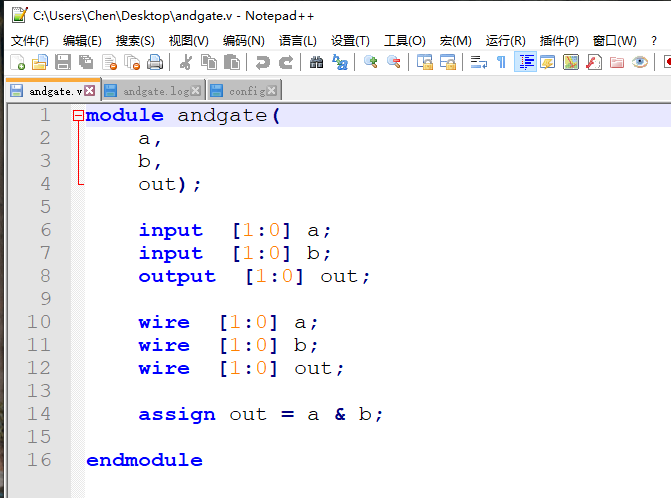 C:\Users\Chen\Desktop\andgate.v - Notepad++
文件(F) 编辑(E) 搜索(S) 视图(V) 编码(N) 语言(L) 设置(T) 工具(O) 宏(M) 运行(R) 插件(P) 窗口(W) ?
andgate.v andgate.log config
1 module andgate(
2 a,
3 b,
4 out);
5
6 input [1:0] a;
7 input [1:0] b;
8 output [1:0] out;
9
10 wire [1:0] a;
11 wire [1:0] b;
12 wire [1:0] out;
13
14 assign out = a & b;
15
16 endmodule